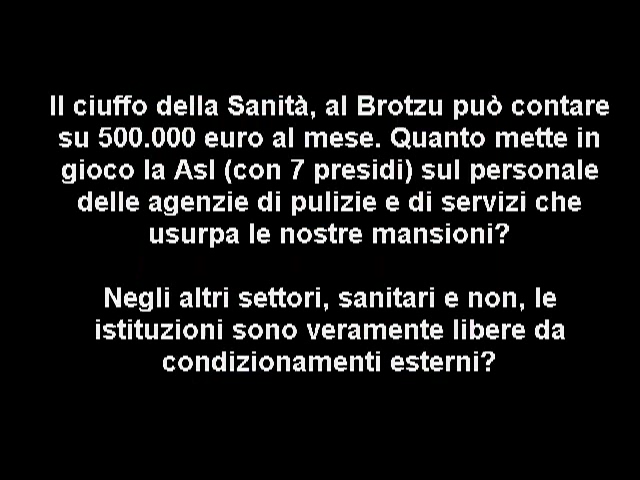 Il ciuffo della Sanità, al Brotzu può contare
su 500.000 euro al mese. Quanto mette in
gioco la Asl (con 7 presidi) sul personale
delle agenzie di pulizie e di servizi che
usurpa le nostre mansioni?
Negli altri settori, sanitari e non, le
istituzioni sono veramente libere da
condizionamenti esterni?